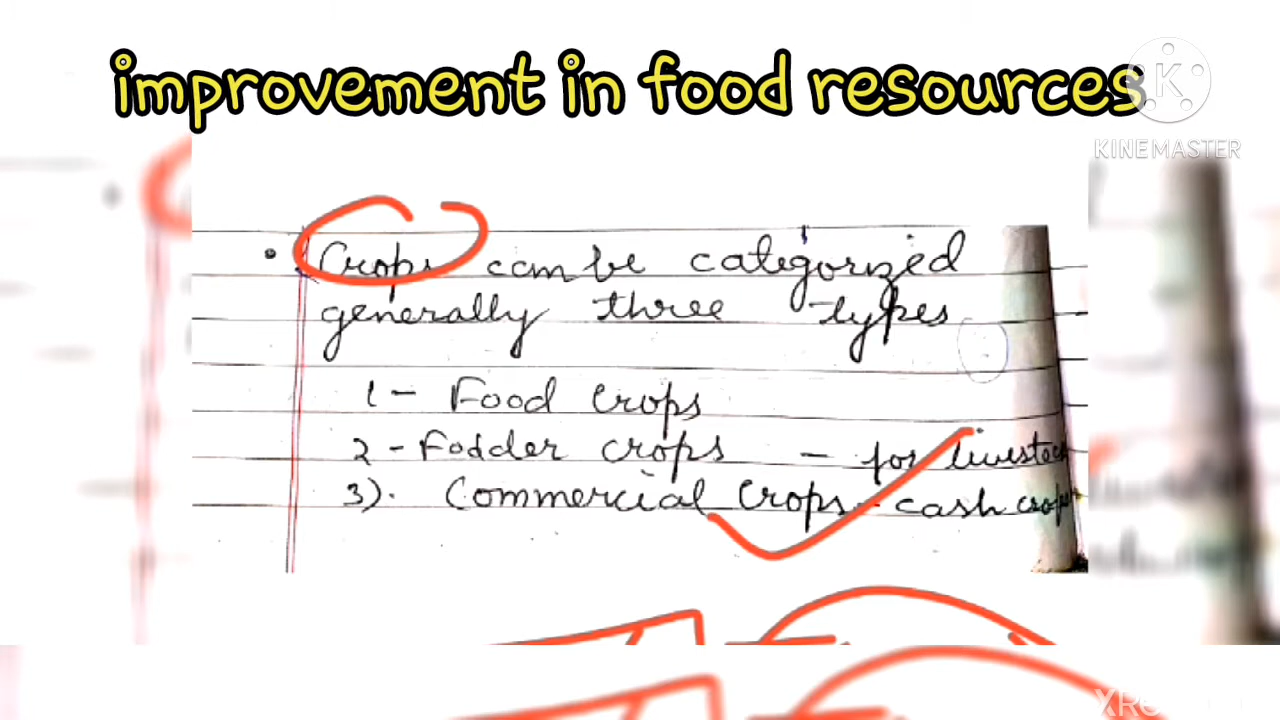 improvement in food resources
KINEMASTER
• Crops can be categorized
generally three types
1 - Food Crops
2 - Fodder crops - for livestock
3). Commercial Crops - cash crops